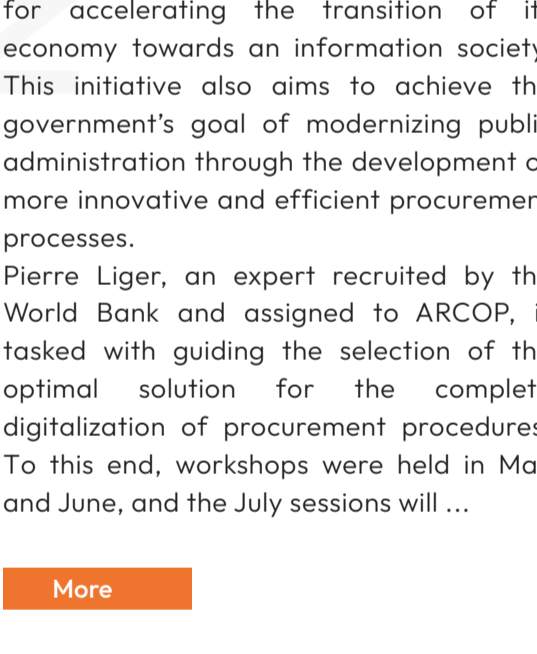 for accelerating the transition of it
economy towards an information society
This initiative also aims to achieve th
government’s goal of modernizing publi
administration through the development o
more innovative and efficient procuremen
processes.
Pierre Liger, an expert recruited by th
World Bank and assigned to ARCOP, i
tasked with guiding the selection of th
optimal solution for the complet
digitalization of procurement procedures
To this end, workshops were held in Ma
and June, and the July sessions will ...
More